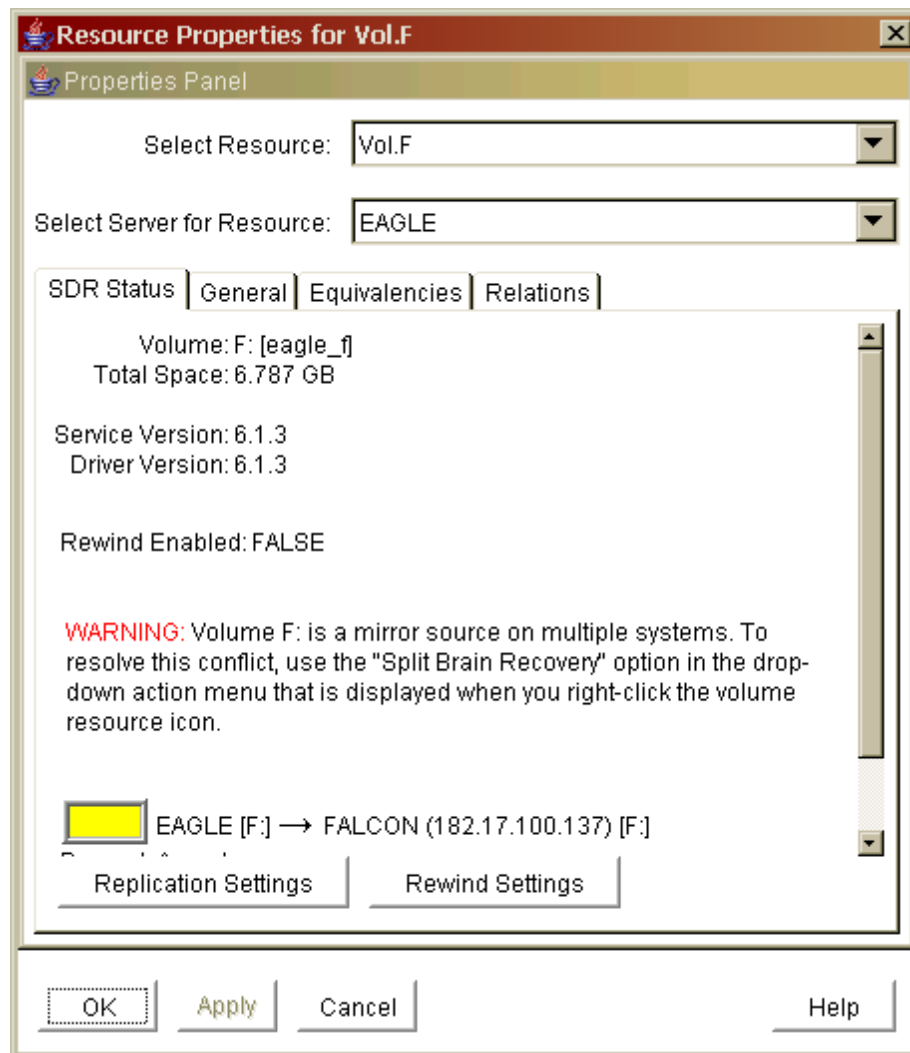 Resource Properties for Vol.F
Properties Panel
Select Resource: Vol.F
Select Server for Resource: EAGLE
SDR Status General Equivalencies Relations
Volume: F: [eagle_f]
Total Space: 6.787 GB
Service Version: 6.1.3
Driver Version: 6.1.3
Rewind Enabled: FALSE
WARNING: Volume F: is a mirror source on multiple systems. To
resolve this conflict, use the "Split Brain Recovery" option in the drop-
down action menu that is displayed when you right-click the volume
resource icon.
EAGLE [F:] → FALCON (182.17.100.137) [F:]
Replication Settings Rewind Settings
OK Apply Cancel Help